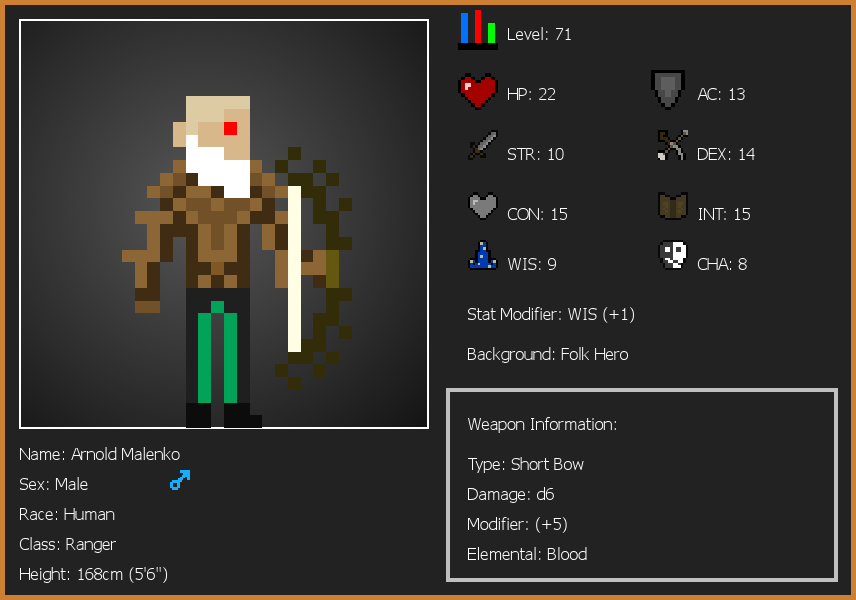 Level: 71
HP: 22
AC: 13
STR: 10
DEX: 14
CON: 15
INT: 15
WIS: 9
CHA: 8
Stat Modifier: WIS (+1)
Background: Folk Hero
Weapon Information:
Type: Short Bow
Damage: d6
Modifier: (+5)
Elemental: Blood
Name: Arnold Malenko
Sex: Male
Race: Human
Class: Ranger
Height: 168cm (5'6")